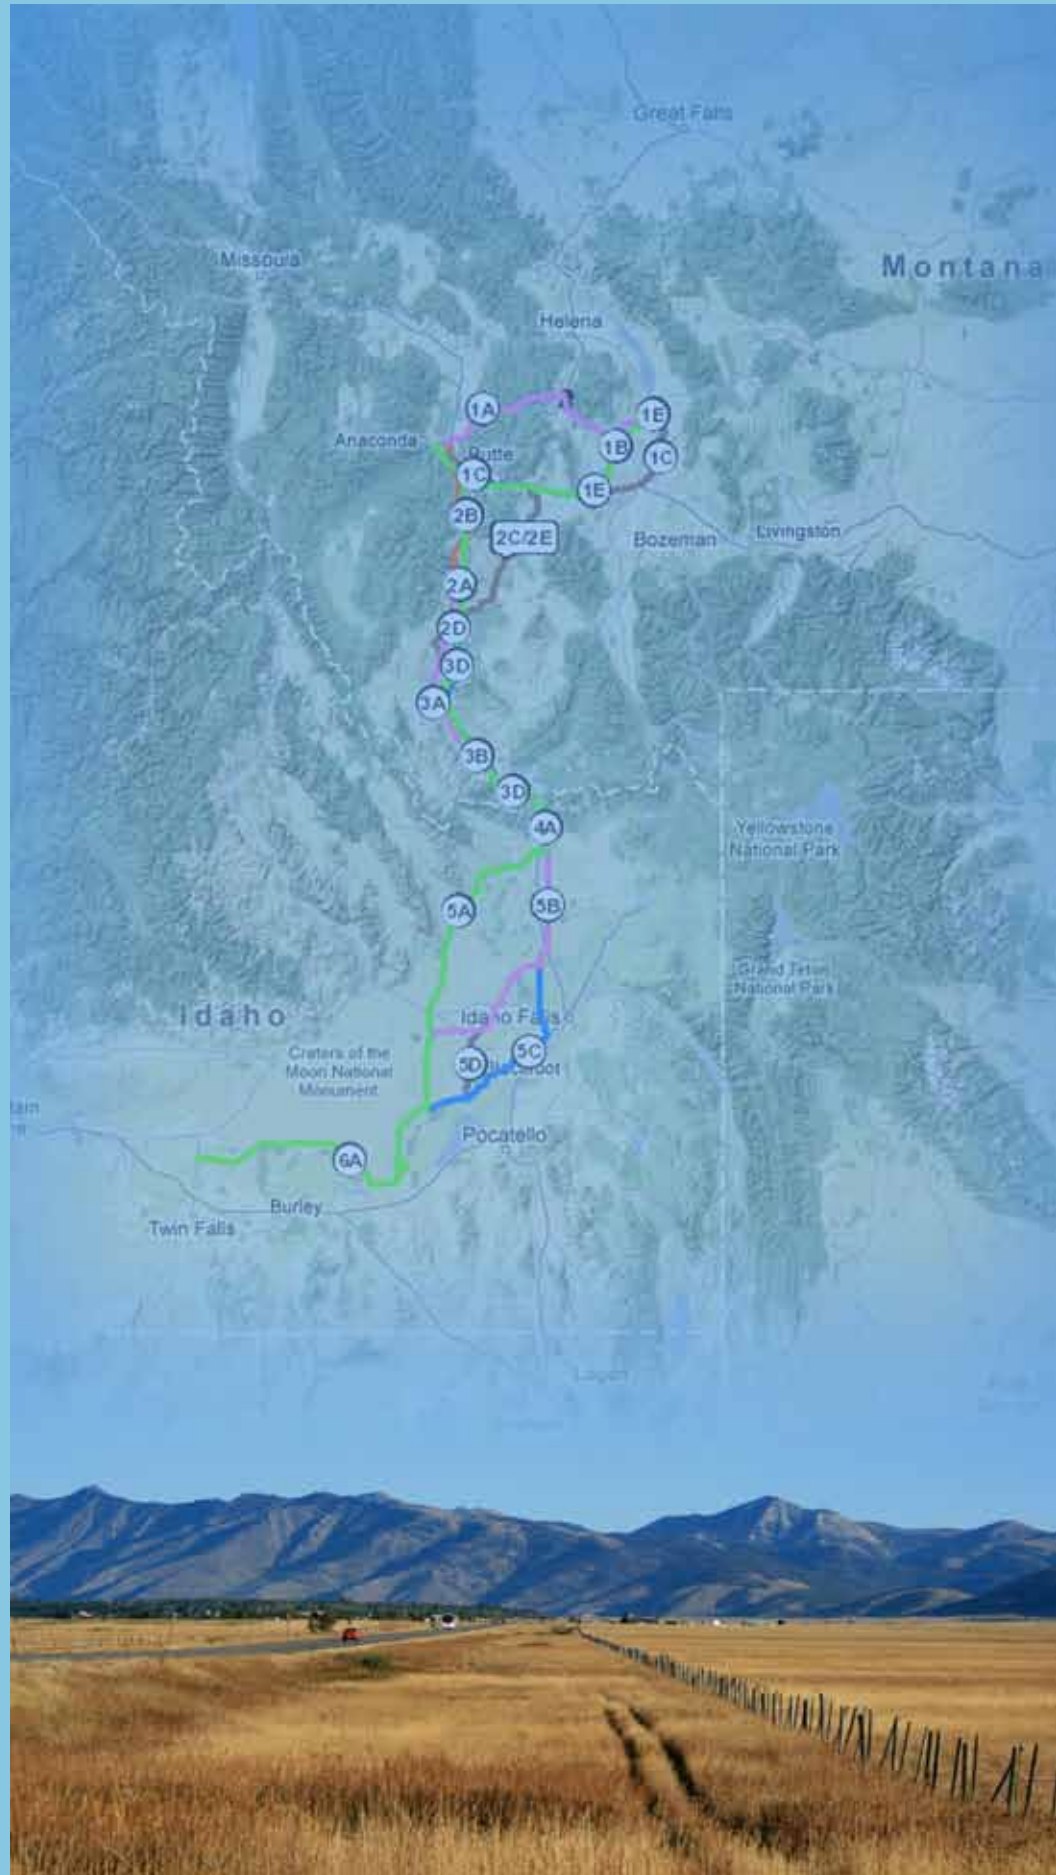 Great Falls
Missoula
Montana
Helena
1A
1E
Anaconda
1B
Butte
1C
1C
1E
2B
2C/2E
Bozeman
Livingston
2A
2D
3D
3A
3B
3D
4A
Yellowstone
National Park
5A
5B
Grand Teton
National Park
Idaho
Idaho Falls
Craters of the
Moon National
Monument
5D
5C
Pocatello
6A
Burley
Twin Falls
Logan